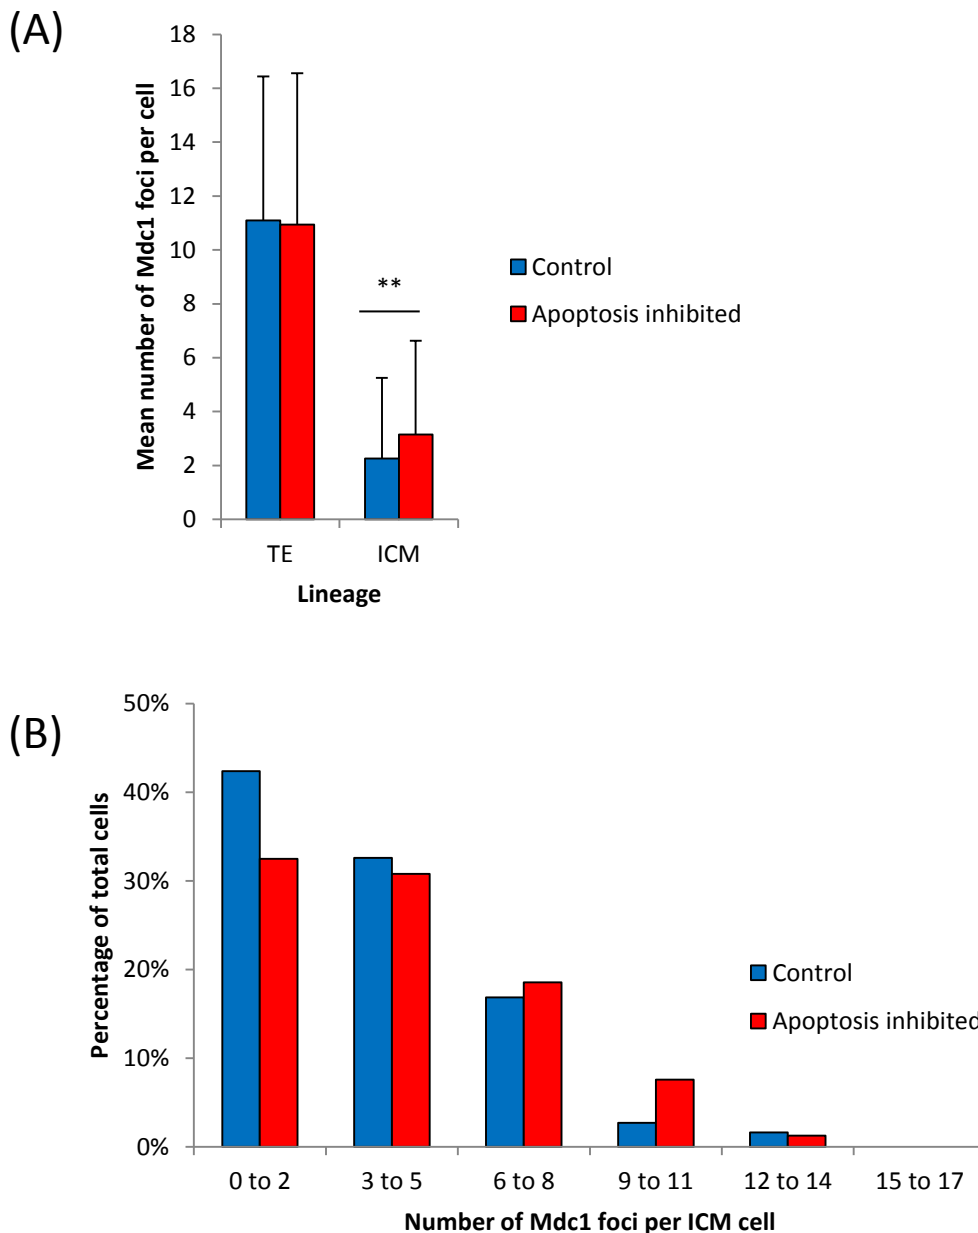 (A)
Mean number of Mdc1 foci per cell
18
16
14
12
10
8
6
4
2
0
**
TE
ICM
Lineage
Control
Apoptosis inhibited
(B)
Percentage of total cells
50%
40%
30%
20%
10%
0%
Control
Apoptosis inhibited
0 to 2
3 to 5
6 to 8
9 to 11
12 to 14
15 to 17
Number of Mdc1 foci per ICM cell